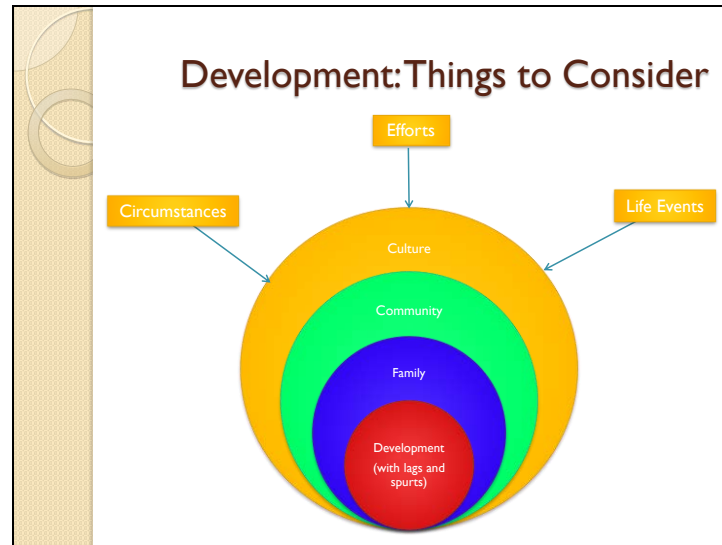 Development: Things to Consider
Efforts
Circumstances
Life Events
Culture
Community
Family
Development
(with lags and
spurts)